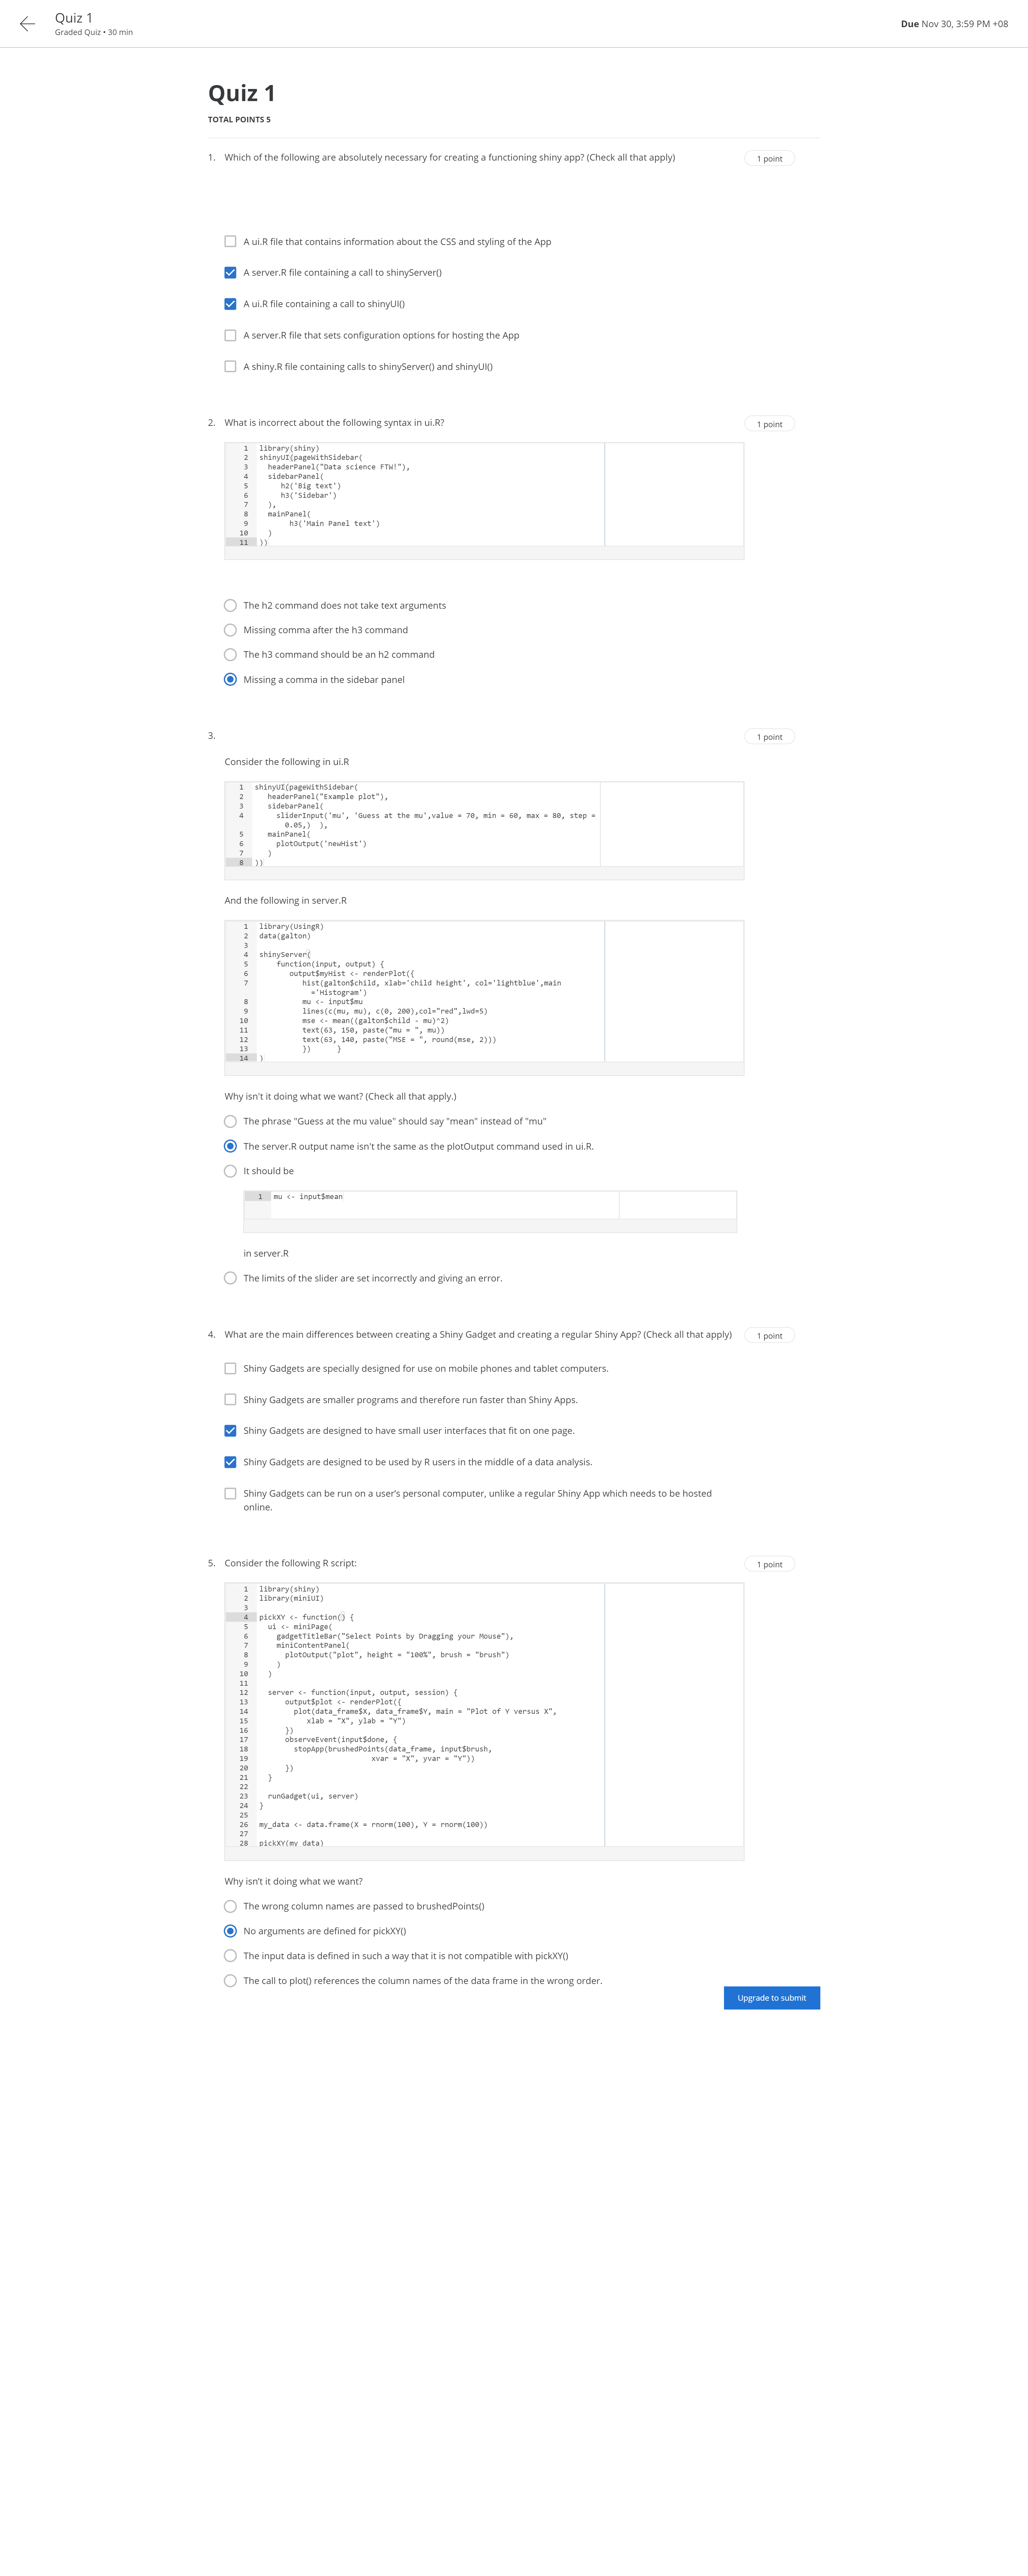 Quiz 1
Graded Quiz • 30 min
Due Nov 30, 3:59 PM +08
Quiz 1
TOTAL POINTS 5
1. Which of the following are absolutely necessary for creating a functioning shiny app? (Check all that apply)
1 point
A ui.R file that contains information about the CSS and styling of the App
A server.R file containing a call to shinyServer()
A ui.R file containing a call to shinyUI()
A server.R file that sets configuration options for hosting the App
A shiny.R file containing calls to shinyServer() and shinyUI()
2. What is incorrect about the following syntax in ui.R?
1 point
1 library(shiny)
2 shinyUI(pageWithSidebar(
3 headerPanel("Data science FTW!"),
4 sidebarPanel(
5 h2('Big text')
6 h3('Sidebar')
7 ),
8 mainPanel(
9 h3('Main Panel text')
10 )
11 ))
The h2 command does not take text arguments
Missing comma after the h3 command
The h3 command should be an h2 command
Missing a comma in the sidebar panel
3.
1 point
Consider the following in ui.R
1 shinyUI(pageWithSidebar(
2 headerPanel("Example plot"),
3 sidebarPanel(
4 sliderInput('mu', 'Guess at the mu',value = 70, min = 60, max = 80, step =
0.05,) ),
5 mainPanel(
6 plotOutput('newHist')
7 )
8 ))
And the following in server.R
1 library(UsingR)
2 data(galton)
3
4 shinyServer(
5 function(input, output) {
6 output$myHist <- renderPlot({
7 hist(galton$child, xlab='child height', col='lightblue',main
='Histogram')
8 mu <- input$mu
9 lines(c(mu, mu), c(0, 200),col="red",lwd=5)
10 mse <- mean((galton$child - mu)^2)
11 text(63, 150, paste("mu = ", mu))
12 text(63, 140, paste("MSE = ", round(mse, 2)))
13 }) }
14 )
Why isn't it doing what we want? (Check all that apply.)
The phrase "Guess at the mu value" should say "mean" instead of "mu"
The server.R output name isn't the same as the plotOutput command used in ui.R.
It should be
1 mu <- input$mean
in server.R
The limits of the slider are set incorrectly and giving an error.
4. What are the main differences between creating a Shiny Gadget and creating a regular Shiny App? (Check all that apply)
1 point
Shiny Gadgets are specially designed for use on mobile phones and tablet computers.
Shiny Gadgets are smaller programs and therefore run faster than Shiny Apps.
Shiny Gadgets are designed to have small user interfaces that fit on one page.
Shiny Gadgets are designed to be used by R users in the middle of a data analysis.
Shiny Gadgets can be run on a user's personal computer, unlike a regular Shiny App which needs to be hosted
online.
5. Consider the following R script:
1 point
1 library(shiny)
2 library(miniUI)
3
4 pickXY <- function() {
5 ui <- miniPage(
6 gadgetTitleBar("Select Points by Dragging your Mouse"),
7 miniContentPanel(
8 plotOutput("plot", height = "100%", brush = "brush")
9 )
10 )
11
12 server <- function(input, output, session) {
13 output$plot <- renderPlot({
14 plot(data_frame$X, data_frame$Y, main = "Plot of Y versus X",
15 xlab = "X", ylab = "Y")
16 })
17 observeEvent(input$done, {
18 stopApp(brushedPoints(data_frame, input$brush,
19 xvar = "X", yvar = "Y"))
20 })
21 }
22
23 runGadget(ui, server)
24 }
25
26 my_data <- data.frame(X = rnorm(100), Y = rnorm(100))
27
28 pickXY(my_data)
Why isn't it doing what we want?
The wrong column names are passed to brushedPoints()
No arguments are defined for pickXY()
The input data is defined in such a way that it is not compatible with pickXY()
The call to plot() references the column names of the data frame in the wrong order.
Upgrade to submit